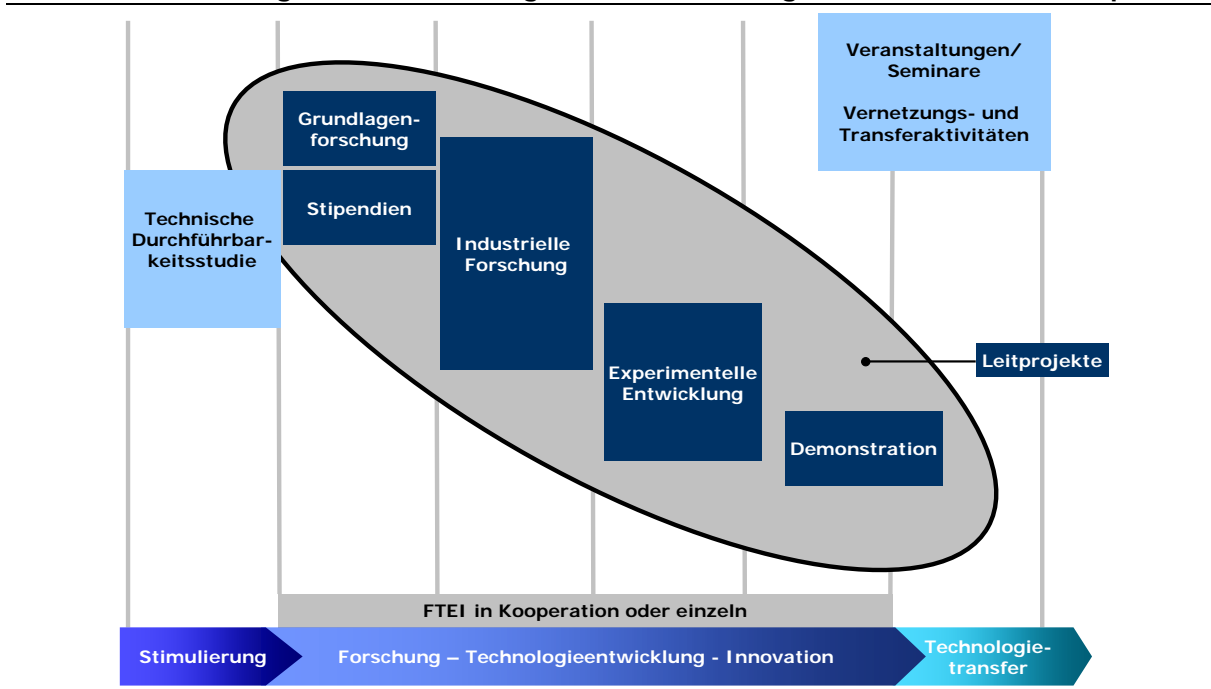 Veranstaltungen/
Seminare
Vernetzungs- und
Transferaktivitäten
Grundlagen-
forschung
Stipendien
Technische
Durchführbar-
keitsstudie
Industrielle
Forschung
Experimentelle
Entwicklung
Leitprojekte
Demonstration
FTEI in Kooperation oder einzeln
Stimulierung
Forschung – Technologieentwicklung - Innovation
Technologie-
transfer